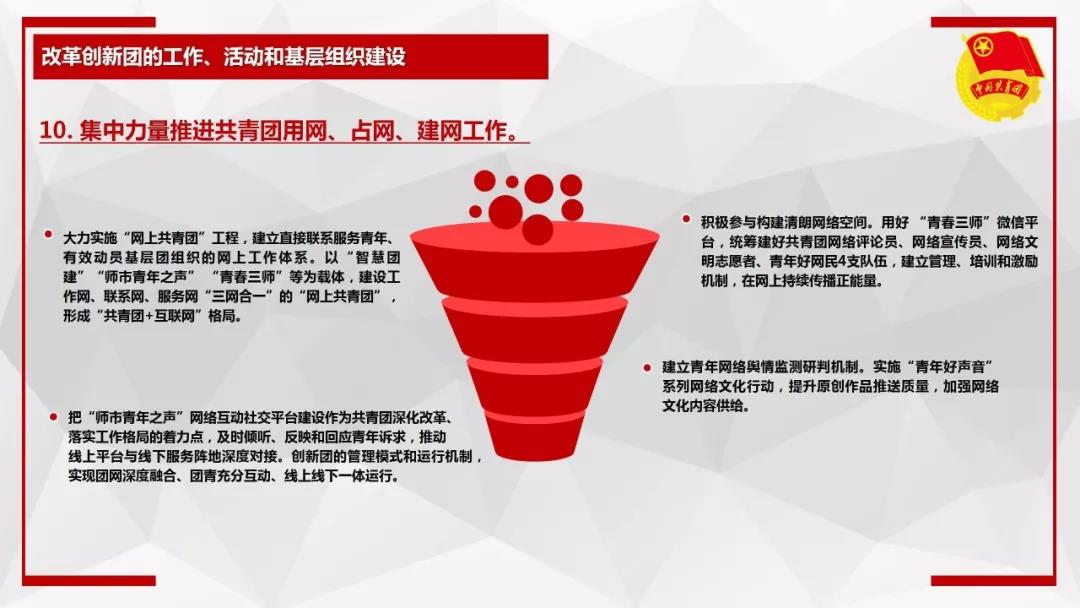 改革创新团的工作、活动和基层组织建设
中国共青团
10. 集中力量推进共青团用网、占网、建网工作。
大力实施“网上共青团”工程，建立直接联系服务青年、
有效动员基层团组织的网上工作体系。以“智慧团
建”“师市青年之声” “青春三师”等为载体，建设工
作网、联系网、服务网“三网合一”的“网上共青团”，
形成“共青团+互联网”格局。
把“师市青年之声”网络互动社交平台建设作为共青团深化改革、
落实工作格局的着力点，及时倾听、反映和回应青年诉求，推动
线上平台与线下服务阵地深度对接。创新团的管理模式和运行机制，
实现团网深度融合、团青充分互动、线上线下一体运行。
积极参与构建清朗网络空间。用好 “青春三师”微信平
台，统筹建好共青团网络评论员、网络宣传员、网络文
明志愿者、青年好网民4支队伍，建立管理、培训和激励
机制，在网上持续传播正能量。
建立青年网络舆情监测研判机制。实施“青年好声音”
系列网络文化行动，提升原创作品推送质量，加强网络
文化内容供给。